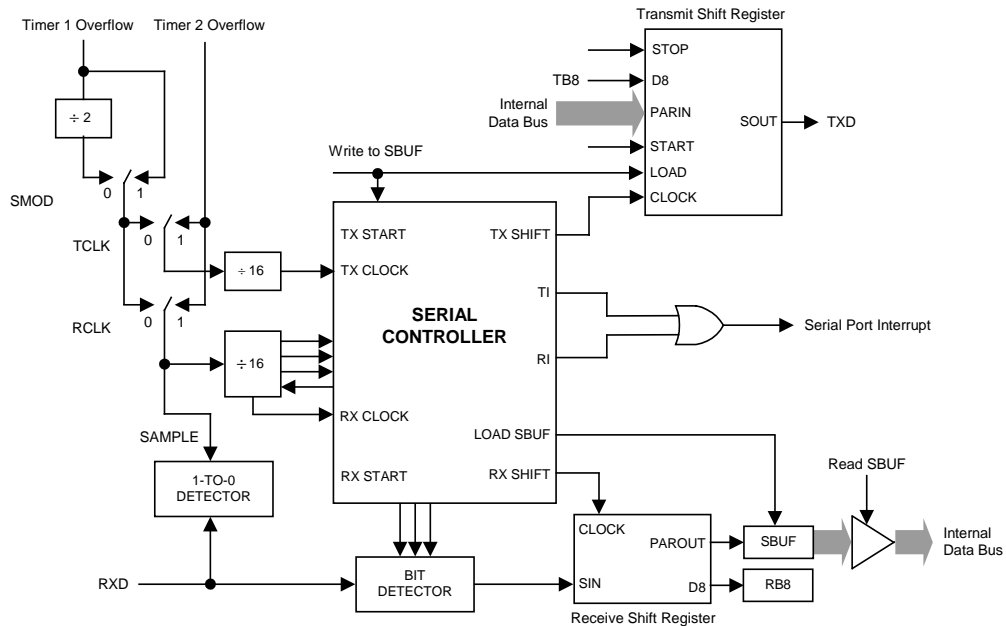 Timer 1 Overflow
Timer 2 Overflow
÷ 2
SMOD
0
1
TCLK
0
1
RCLK
0
1
÷ 16
÷ 16
SAMPLE
1-TO-0
DETECTOR
RXD
Write to SBUF
TX START
TX CLOCK
RX CLOCK
RX START
SERIAL
CONTROLLER
TX SHIFT
TI
RI
LOAD SBUF
RX SHIFT
BIT
DETECTOR
Transmit Shift Register
TB8
Internal
Data Bus
STOP
D8
PARIN
START
LOAD
CLOCK
SOUT
TXD
Serial Port Interrupt
CLOCK
SIN
PAROUT
D8
Receive Shift Register
SBUF
RB8
Read SBUF
Internal
Data Bus